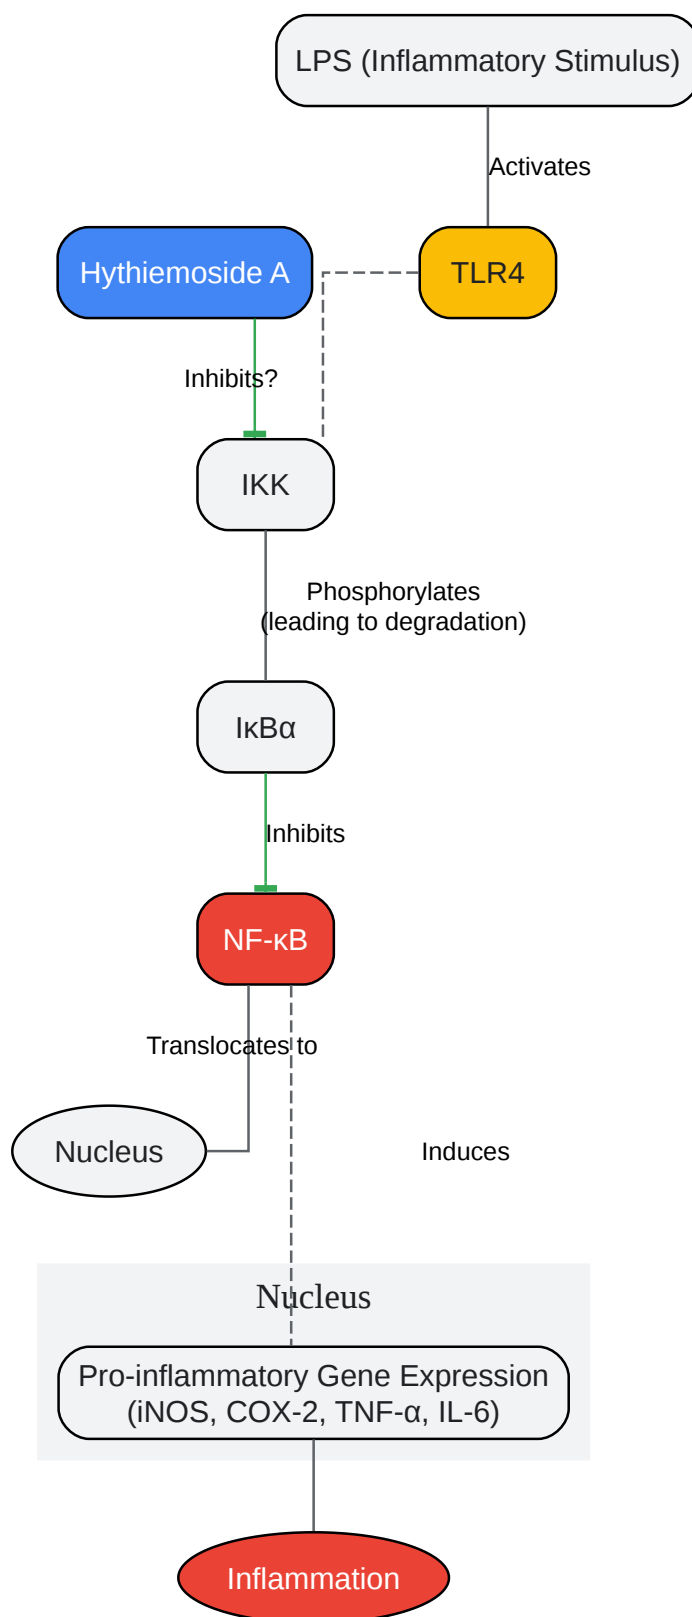 LPS (Inflammatory Stimulus)
Activates
Hythiemoside A
TLR4
Inhibits?
IKK
Phosphorylates
(leading to degradation)
IκBα
Inhibits
NF-κB
Translocates to
Nucleus
Induces
Nucleus
Pro-inflammatory Gene Expression
(iNOS, COX-2, TNF-α, IL-6)
Inflammation